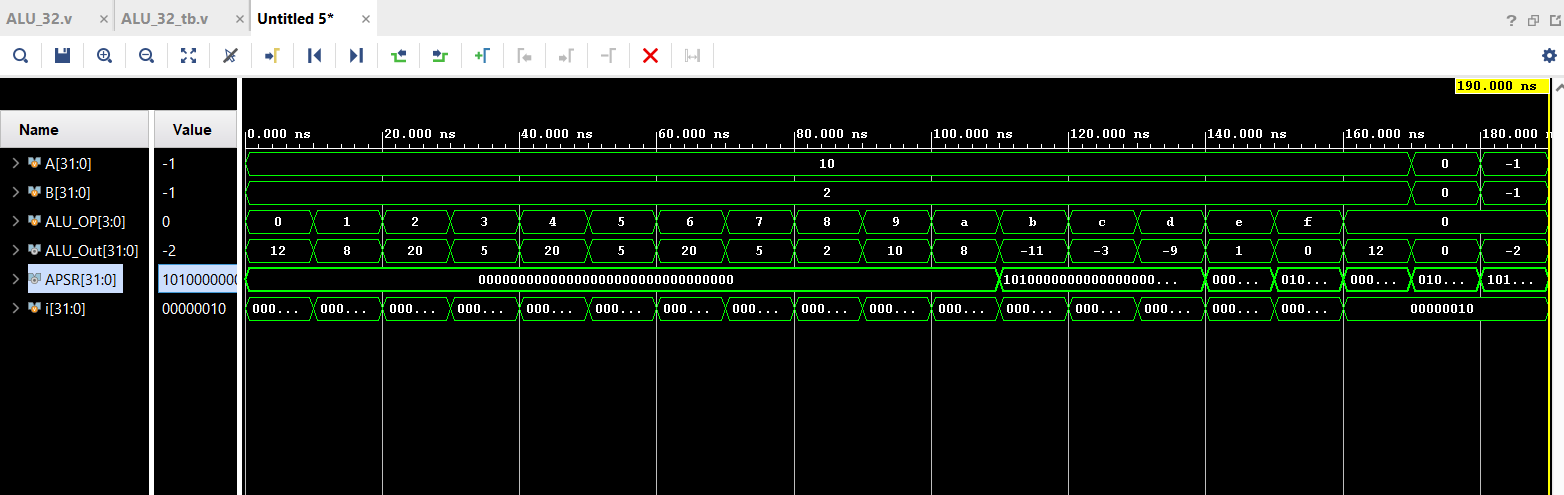 ALU_32.v × ALU_32_tb.v × Untitled 5* ×
?
190.000 ns
Name Value
0.000 ns 20.000 ns 40.000 ns 60.000 ns 80.000 ns 100.000 ns 120.000 ns 140.000 ns 160.000 ns 180.000 n
A[31:0] -1 10 0 -1
B[31:0] -1 2 0 -1
ALU_OP[3:0] 0 0 1 2 3 4 5 6 7 8 9 a b c d e f 0
ALU_Out[31:0] -2 12 8 20 5 20 5 20 5 2 10 8 -11 -3 -9 1 0 12 0 -2
APSR[31:0] 1010000000 00000000000000000000000000000000 10100000000000000000... 000... 010... 000... 010... 101...
i[31:0] 00000010 000... 000... 000... 000... 000... 000... 000... 000... 000... 000... 000... 000... 000... 000... 000... 000... 00000010